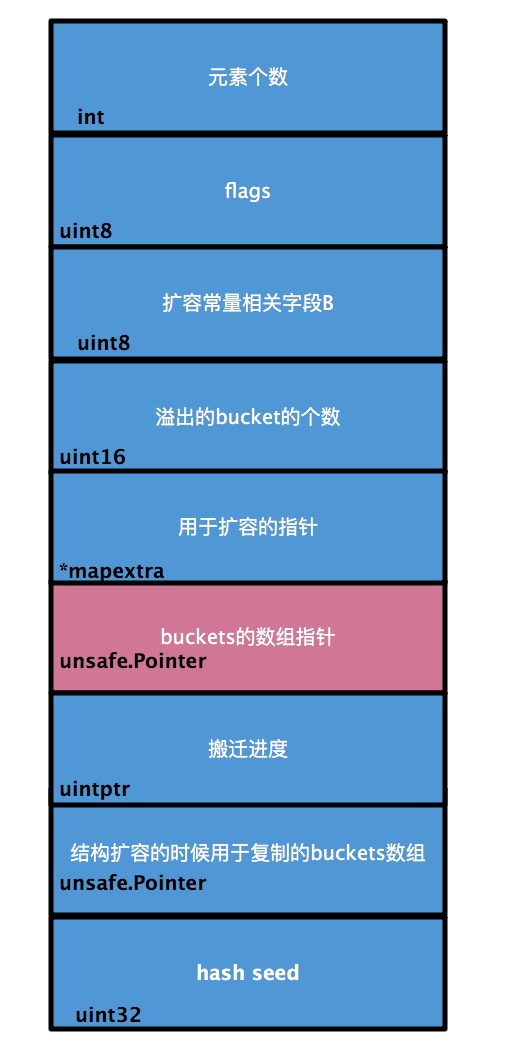 元素个数
int
flags
uint8
扩容常量相关字段B
uint8
溢出的bucket的个数
uint16
用于扩容的指针
*mapextra
buckets的数组指针
unsafe.Pointer
搬迁进度
uintptr
结构扩容的时候用于复制的buckets数组
unsafe.Pointer
hash seed
uint32